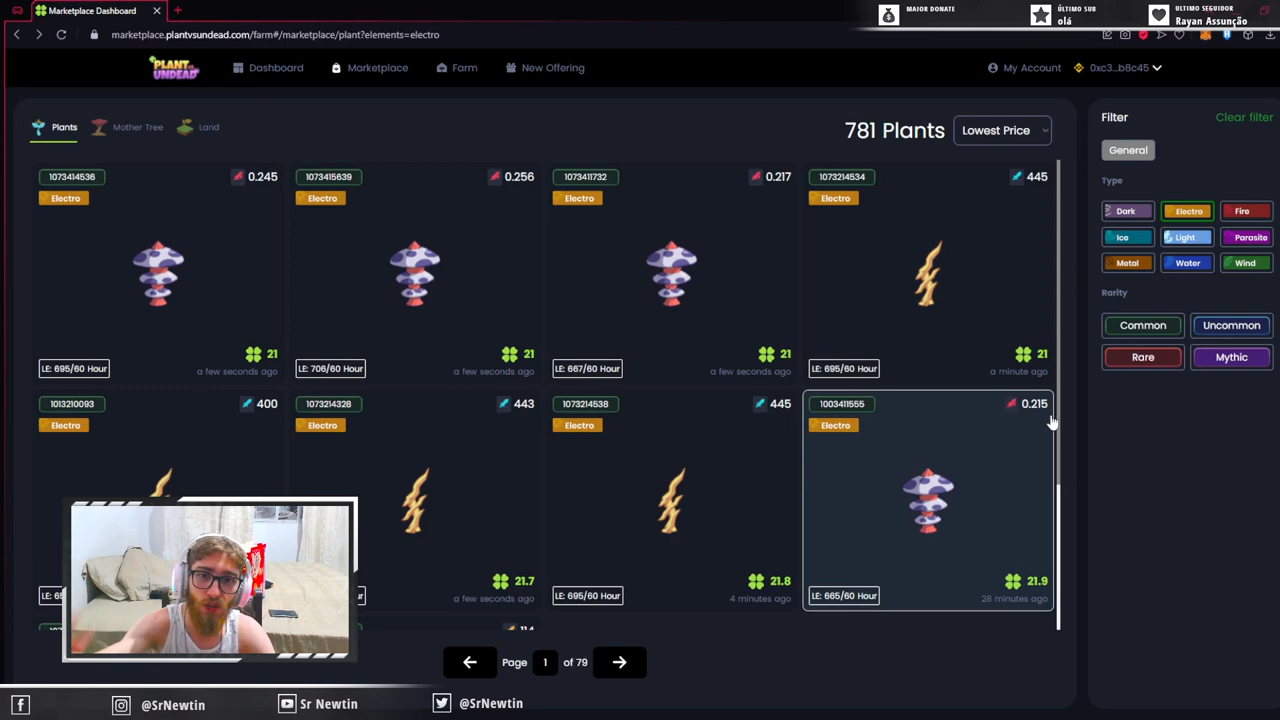 Marketplace Dashboard
MAIOR DONATE
ÚLTIMO SUB
olá
ÚLTIMO SEGUIDOR
Rayan Assunção
marketplace.plantvsundead.com/farm#/marketplace/plant?elements=electro
PLANT VS UNDEAD
Dashboard
Marketplace
Farm
New Offering
My Account
0xc3...b8c45
Plants
Mother Tree
Land
781 Plants
Lowest Price
1073414536
0.245
Electro
21
LE: 695/60 Hour
a few seconds ago
1073415639
0.256
Electro
21
LE: 706/60 Hour
a few seconds ago
1073411732
0.217
Electro
21
LE: 667/60 Hour
a few seconds ago
1073214534
445
Electro
21
LE: 695/60 Hour
a minute ago
1013210093
400
Electro
1073214328
443
Electro
21.7
a few seconds ago
1073214538
445
Electro
21.8
LE: 695/60 Hour
4 minutes ago
1003411555
0.215
Electro
21.9
LE: 665/60 Hour
28 minutes ago
Page 1 of 79
Filter
Clear filter
General
Type
Dark
Electro
Fire
Ice
Light
Parasite
Metal
Water
Wind
Rarity
Common
Uncommon
Rare
Mythic
@SrNewtin
Sr Newtin
@SrNewtin